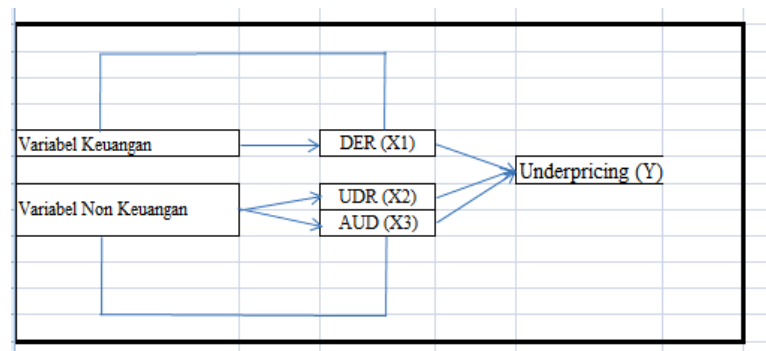 Variabel Keuangan
DER (X1)
Underpricing (Y)
Variabel Non Keuangan
UDR (X2)
AUD (X3)